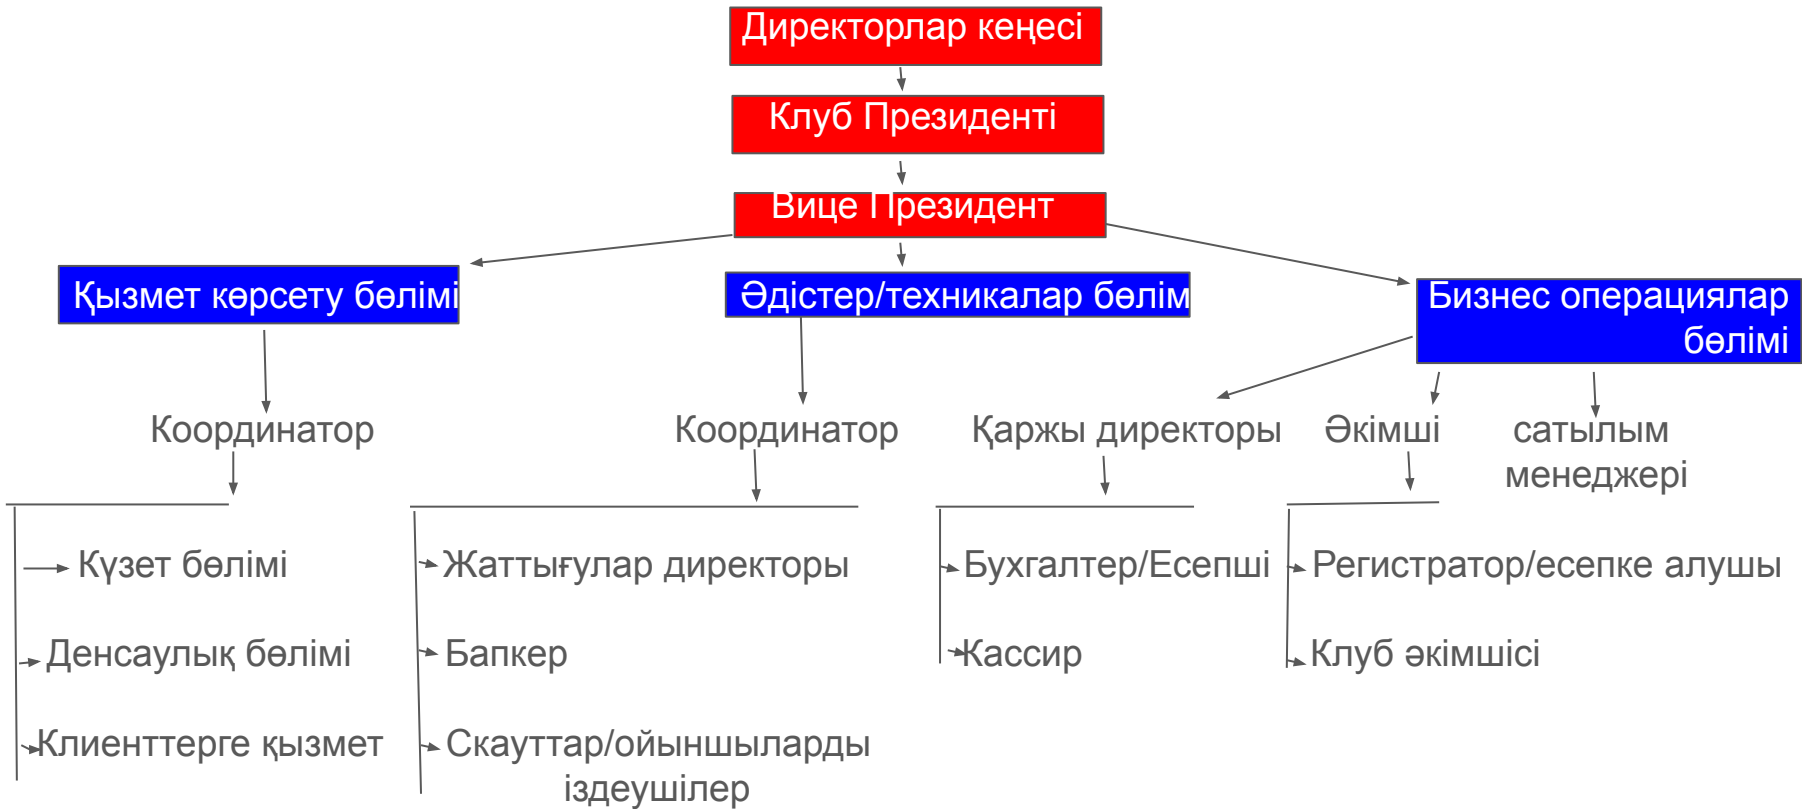 Директорлар кеңесі
Клуб Президенті
Вице Президент
Қызмет көрсету бөлімі
Әдістер/техникалар бөлім
Бизнес операциялар
бөлімі
Координатор
Координатор
Қаржы директоры
Әкімші
сатылым
менеджері
Күзет бөлімі
Жаттығулар директоры
Бухгалтер/Есепші
Регистратор/есепке алушы
Денсаулық бөлімі
Бапкер
Кассир
Клуб әкімшісі
Клиенттерге қызмет
Скауттар/ойыншыларды
іздеушілер